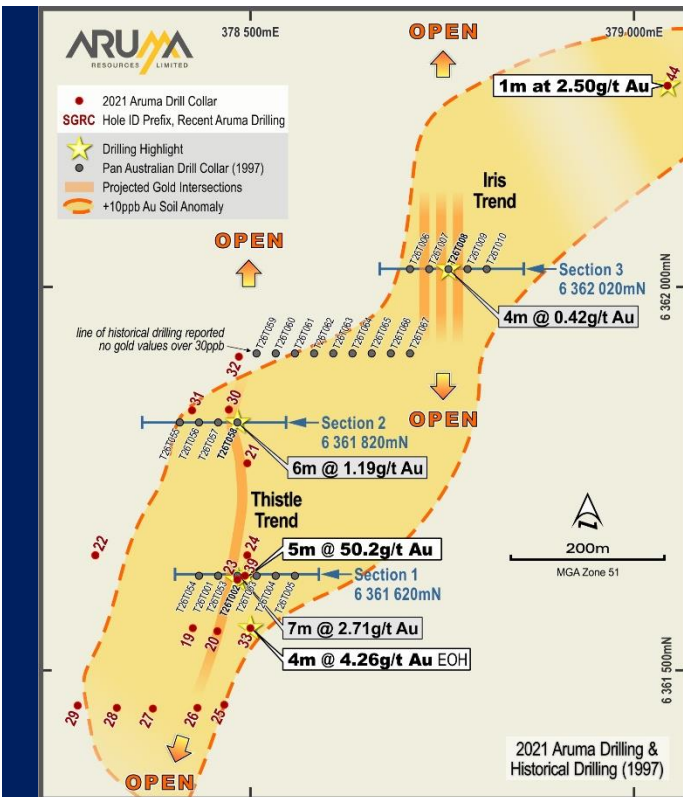 378 500mE
OPEN
379 000mE
ARUMA
RESOURCES LIMITED
2021 Aruma Drill Collar
SGRC Hole ID Prefix, Recent Aruma Drilling
Drilling Highlight
Pan Australian Drill Collar (1997)
Projected Gold Intersections
+10ppb Au Soil Anomaly
44
1m at 2.50g/t Au
Iris
Trend
OPEN
T26T006
T26T007
T26T008
T26T009
T26T010
Section 3
6 362 020mN
6 362 000mN
4m @ 0.42g/t Au
line of historical drilling reported
no gold values over 30ppb
T26T059
T26T060
T26T061
T26T062
T26T063
T26T064
T26T065
T26T066
T26T067
32
OPEN
31
30
T26T055
T26T056
T26T057
T26T058
Section 2
6 361 820mN
6m @ 1.19g/t Au
21
Thistle
Trend
22
24
5m @ 50.2g/t Au
23
39
T26T054
T26T001
T26T053
T26T002
T26T003
T26T004
T26T005
Section 1
6 361 620mN
200m
MGA Zone 51
7m @ 2.71g/t Au
19
20
33
4m @ 4.26g/t Au EOH
6 361 500mN
29
28
27
26
25
OPEN
2021 Aruma Drilling &
Historical Drilling (1997)